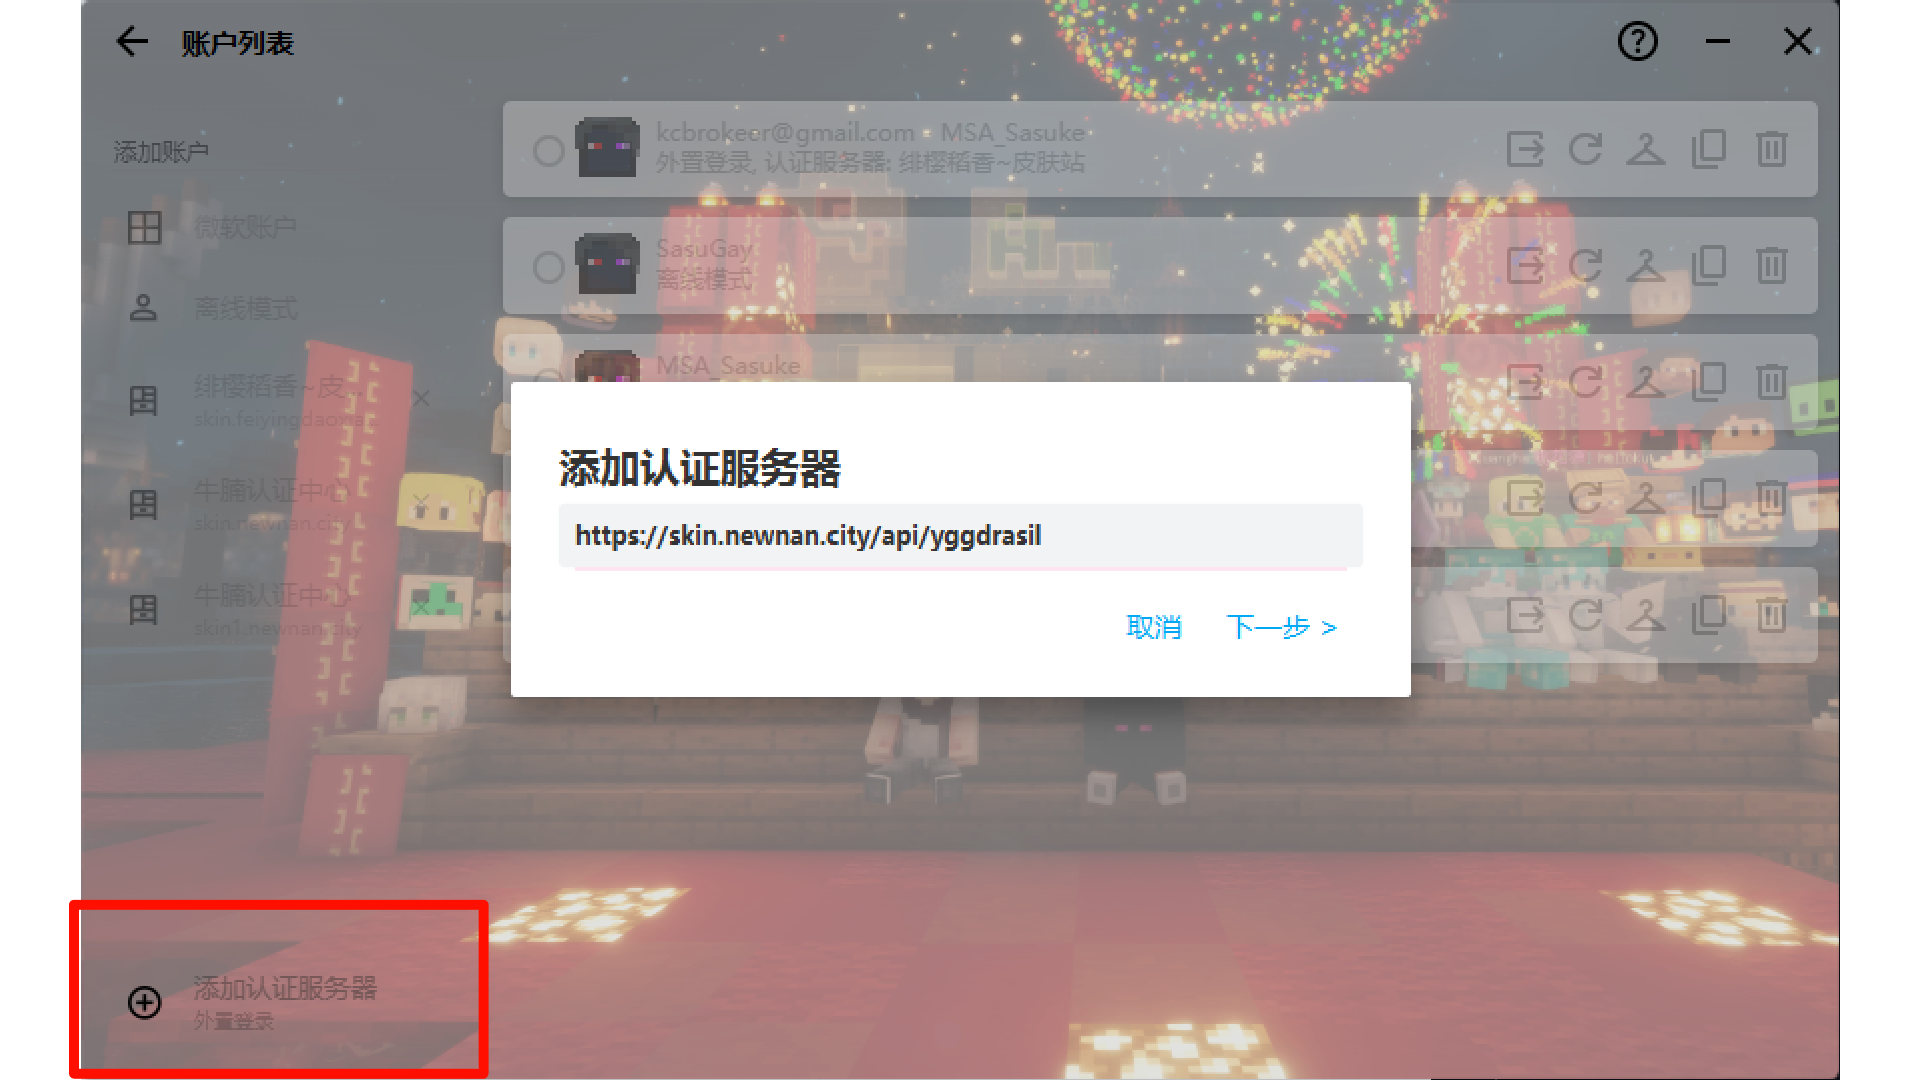 账户列表
添加账户
微软账户
离线模式
绯樱稻香~皮
skin.feiyingdaoxia
牛腩认证中心
skin.newnan.city
牛腩认证中心
skin1.newnan.city
添加认证服务器
外置登录
kcbrokeer@gmail.com - MSA_Sasuke
外置登录, 认证服务器: 绯樱稻香~皮肤站
SasuGay
离线模式
MSA_Sasuke
添加认证服务器
https://skin.newnan.city/api/yggdrasil
取消
下一步 >